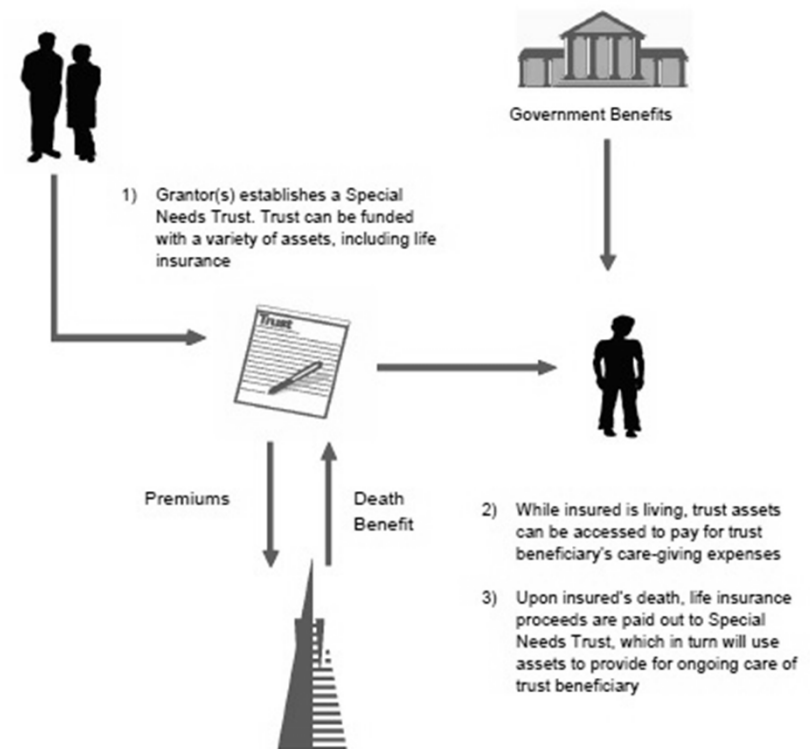 Government Benefits
1) Grantor(s) establishes a Special
Needs Trust. Trust can be funded
with a variety of assets, including life
insurance
Trust
Premiums
Death
Benefit
2) While insured is living, trust assets
can be accessed to pay for trust
beneficiary's care-giving expenses
3) Upon insured's death, life insurance
proceeds are paid out to Special
Needs Trust, which in turn will use
assets to provide for ongoing care of
trust beneficiary